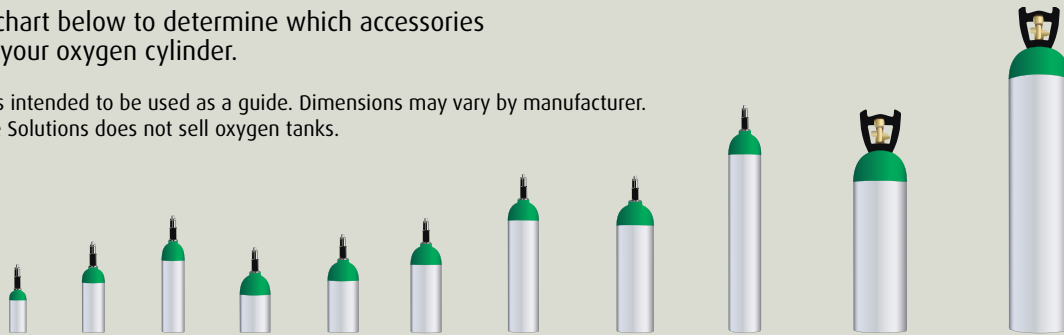 chart below to determine which accessories
your oxygen cylinder.
s intended to be used as a guide. Dimensions may vary by manufacturer.
Solutions does not sell oxygen tanks.